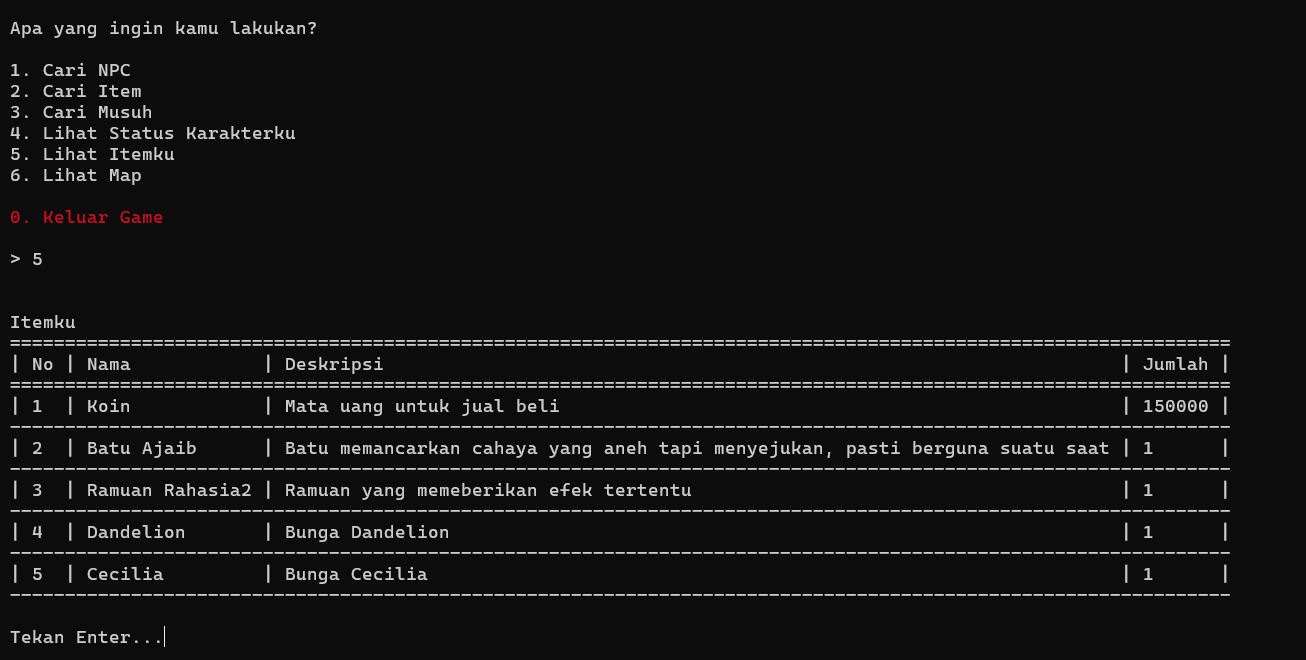 Apa yang ingin kamu lakukan?
1. Cari NPC
2. Cari Item
3. Cari Musuh
4. Lihat Status Karakterku
5. Lihat Itemku
6. Lihat Map
0. Keluar Game
> 5
Itemku
| No | Nama | Deskripsi | Jumlah |
| 1 | Koin | Mata uang untuk jual beli | 150000 |
| 2 | Batu Ajaib | Batu memancarkan cahaya yang aneh tapi menyejukan, pasti berguna suatu saat | 1 |
| 3 | Ramuan Rahasia2 | Ramuan yang memeberikan efek tertentu | 1 |
| 4 | Dandelion | Bunga Dandelion | 1 |
| 5 | Cecilia | Bunga Cecilia | 1 |
Tekan Enter...